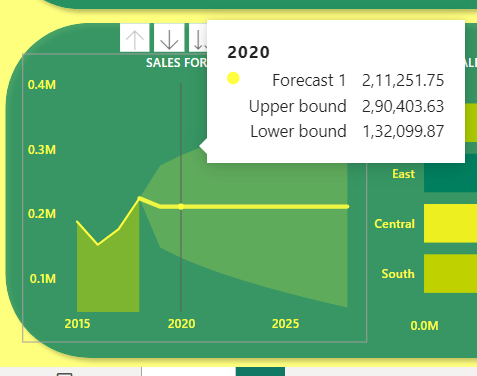 SALES FOR
2020
Forecast 1 2,11,251.75
Upper bound 2,90,403.63
Lower bound 1,32,099.87
0.4M
0.3M
0.2M
0.1M
2015 2020 2025
East
Central
South
0.0M